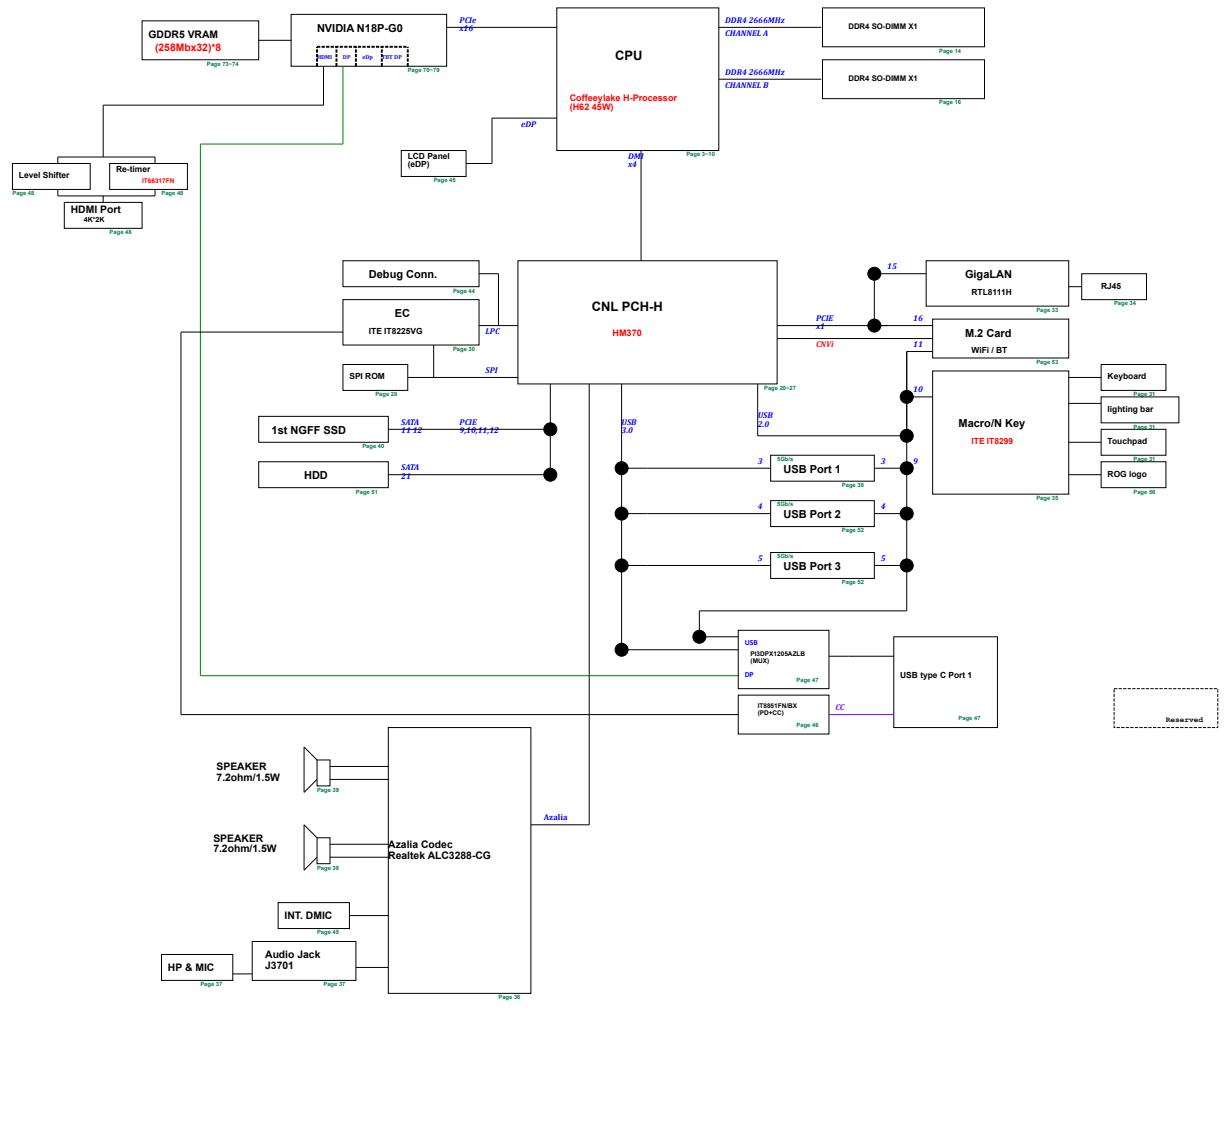 GDDR5 VRAM
(258Mbx32)*8
Page 73~74
NVIDIA N18P-G0
HDMI
DP
eDp
TBT DP
Page 70~79
PCIe
x16
CPU
Coffeeylake H-Processor
(H62 45W)
Page 3~10
DDR4 2666MHz
CHANNEL A
DDR4 SO-DIMM X1
Page 14
DDR4 2666MHz
CHANNEL B
DDR4 SO-DIMM X1
Page 16
eDP
LCD Panel
(eDP)
Page 45
DMI
x4
Level Shifter
Page 48
Re-timer
IT66317FN
Page 48
HDMI Port
4K*2K
Page 48
Debug Conn.
Page 44
EC
ITE IT8225VG
Page 30
LPC
SPI ROM
Page 28
SPI
CNL PCH-H
HM370
Page 20~27
15
GigaLAN
RTL8111H
Page 33
RJ45
Page 34
PCIE
x1
16
CNVi
11
M.2 Card
WiFi / BT
Page 53
10
Macro/N Key
ITE IT8299
Page 35
Keyboard
Page 31
lighting bar
Page 31
Touchpad
Page 31
ROG logo
Page 56
1st NGFF SSD
Page 40
SATA
11 12
PCIE
9,10,11,12
HDD
Page 51
SATA
21
USB
3.0
USB
2.0
3
5Gb/s
USB Port 1
Page 38
3
9
4
5Gb/s
USB Port 2
Page 52
4
5
5Gb/s
USB Port 3
Page 52
5
USB
PI3DPX1205AZLB
(MUX)
DP
Page 47
USB type C Port 1
Page 47
IT8851FN/BX
(PD+CC)
Page 46
CC
Reserved
SPEAKER
7.2ohm/1.5W
Page 39
SPEAKER
7.2ohm/1.5W
Page 39
Azalia Codec
Realtek ALC3288-CG
Page 36
Azalia
INT. DMIC
Page 45
HP & MIC
Page 37
Audio Jack
J3701
Page 37